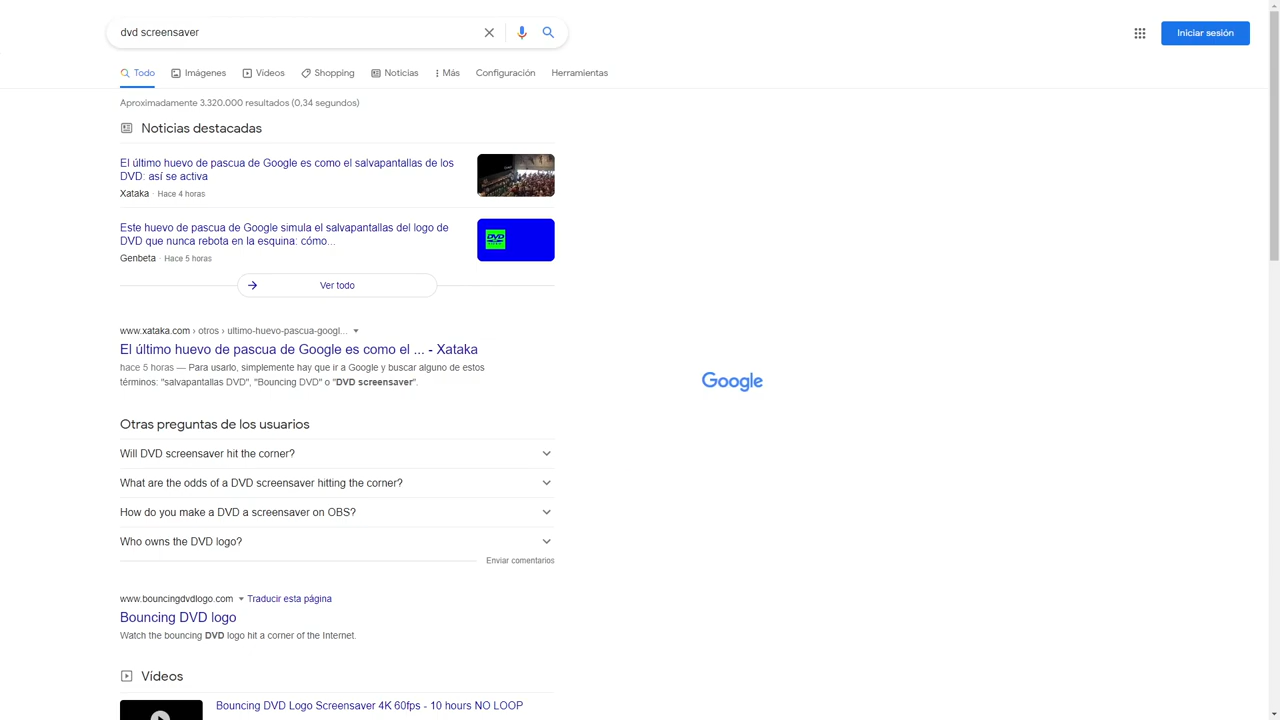 dvd screensaver
Iniciar sesión
Todo
Imágenes
Vídeos
Shopping
Noticias
Más
Configuración
Herramientas
Aproximadamente 3.320.000 resultados (0,34 segundos)
Noticias destacadas
El último huevo de pascua de Google es como el salvapantallas de los
DVD: así se activa
Xataka · Hace 4 horas
Este huevo de pascua de Google simula el salvapantallas del logo de
DVD que nunca rebota en la esquina: cómo...
Genbeta · Hace 5 horas
DVD
Ver todo
www.xataka.com › otros › ultimo-huevo-pascua-googl...
El último huevo de pascua de Google es como el ... - Xataka
hace 5 horas — Para usarlo, simplemente hay que ir a Google y buscar alguno de estos
términos: "salvapantallas DVD", "Bouncing DVD" o "DVD screensaver".
Google
Otras preguntas de los usuarios
Will DVD screensaver hit the corner?
What are the odds of a DVD screensaver hitting the corner?
How do you make a DVD a screensaver on OBS?
Who owns the DVD logo?
Enviar comentarios
www.bouncingdvdlogo.com Traducir esta página
Bouncing DVD logo
Watch the bouncing DVD logo hit a corner of the Internet.
Vídeos
Bouncing DVD Logo Screensaver 4K 60fps - 10 hours NO LOOP